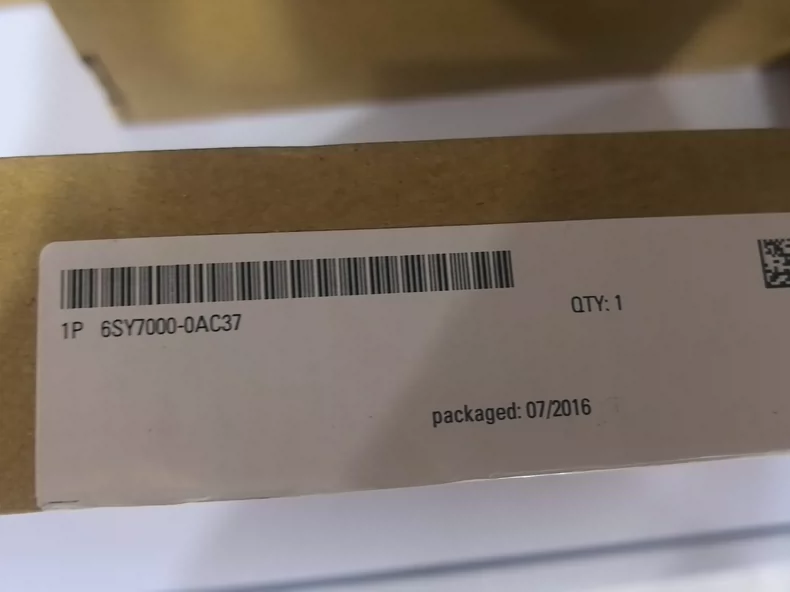 1P 6SY7000-0AC37
QTY: 1
packaged: 07/2016